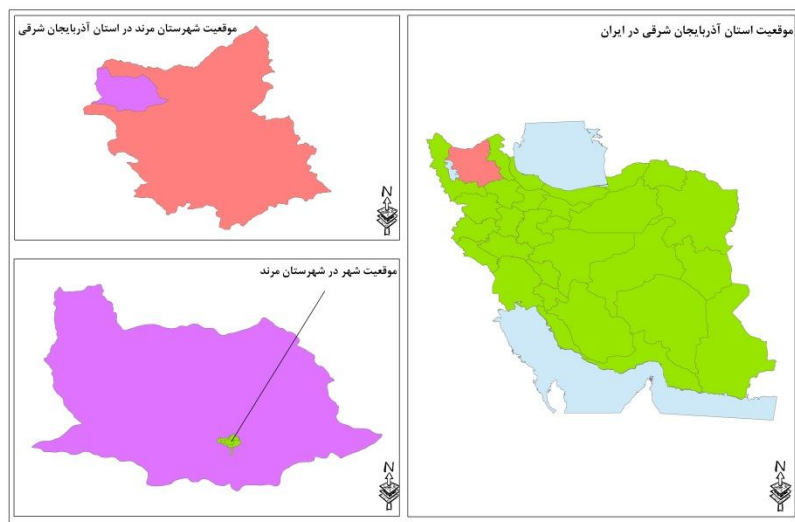 موقعیت استان آذربایجان شرقی در ایران
موقعیت شهرستان مرند در استان آذربایجان شرقی
موقعیت شهر در شهرستان مرند
N
N
N